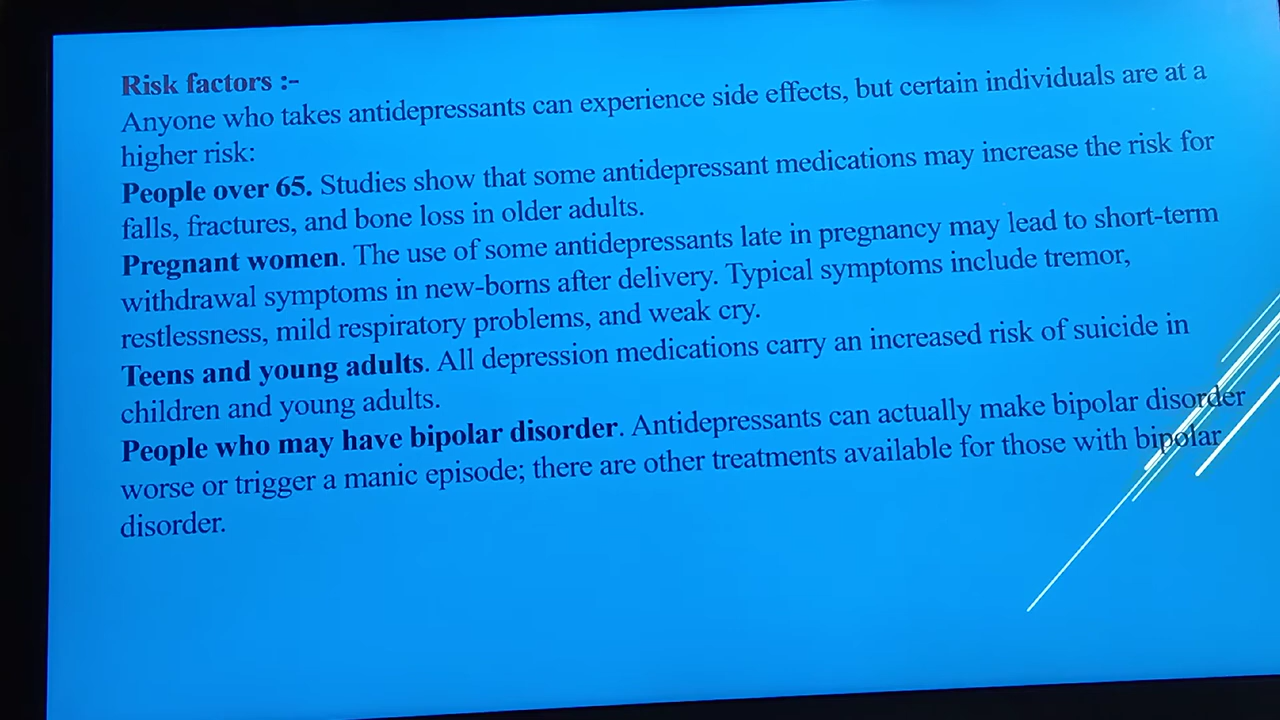 Risk factors :-
Anyone who takes antidepressants can experience side effects, but certain individuals are at a
higher risk:
People over 65. Studies show that some antidepressant medications may increase the risk for
falls, fractures, and bone loss in older adults.
Pregnant women. The use of some antidepressants late in pregnancy may lead to short-term
withdrawal symptoms in new-borns after delivery. Typical symptoms include tremor,
restlessness, mild respiratory problems, and weak cry.
Teens and young adults. All depression medications carry an increased risk of suicide in
children and young adults.
People who may have bipolar disorder. Antidepressants can actually make bipolar disorder
worse or trigger a manic episode; there are other treatments available for those with bipolar
disorder.